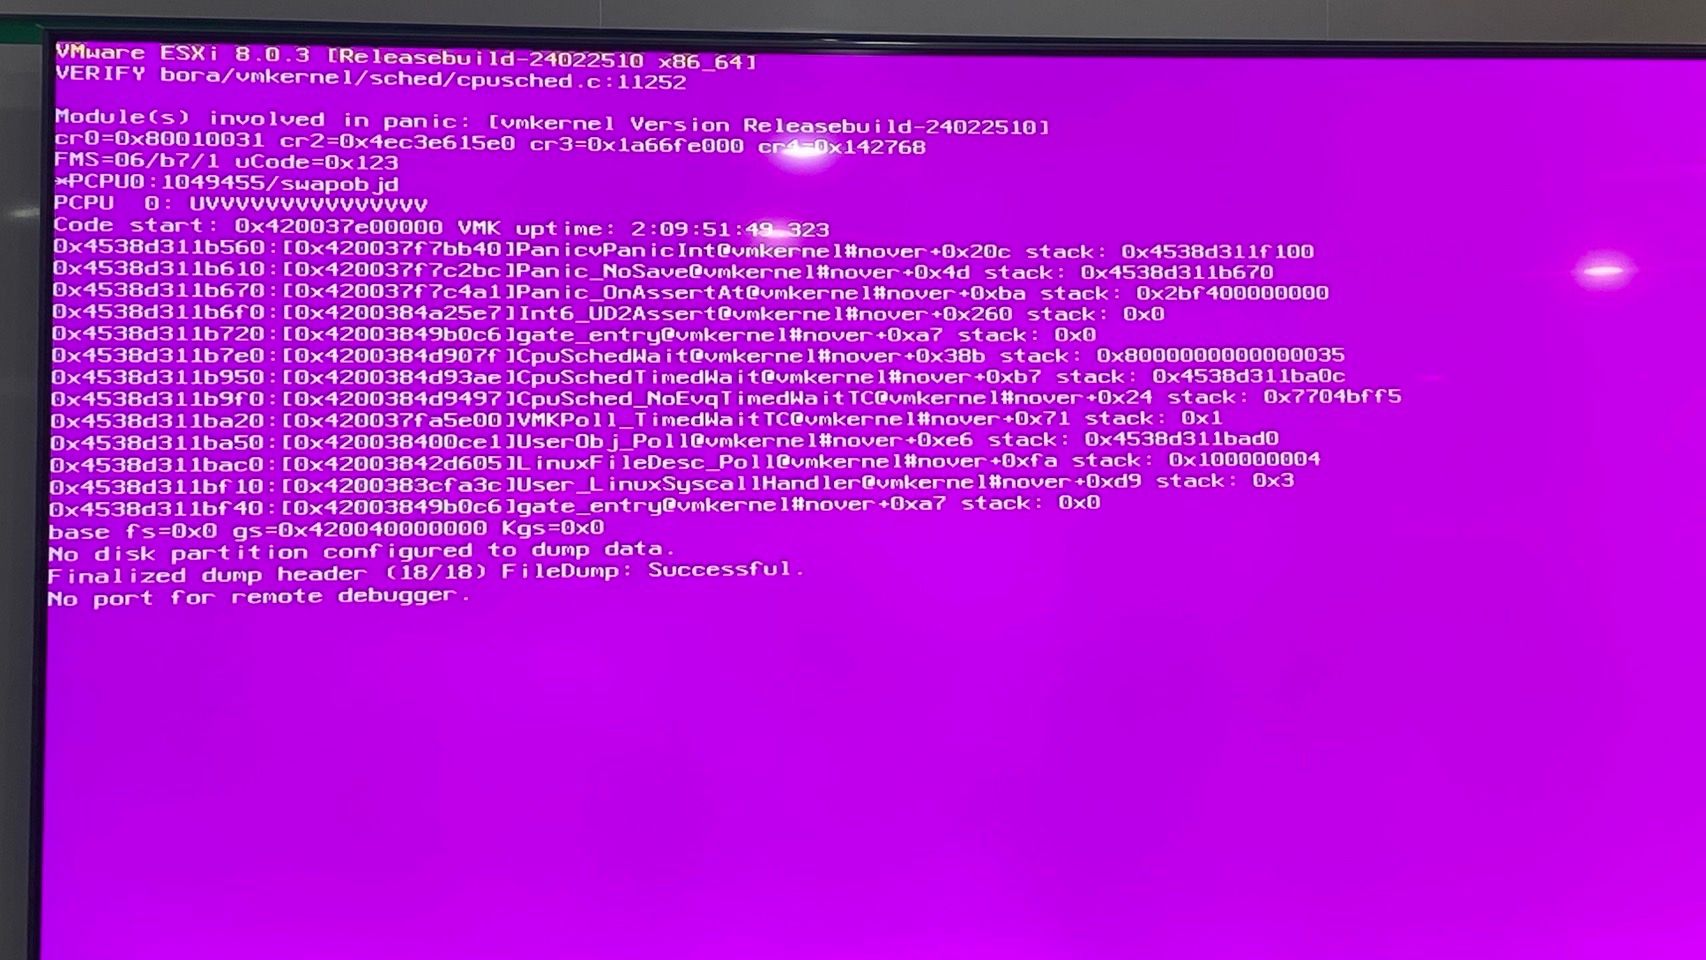 VMware ESXi 8.0.3 [Releasebuild-24022510 x86_64]
VERIFY bora/vmkernel/sched/cpusched.c:11252
Module(s) involved in panic: [vmkernel Version Releasebuild-24022510]
cr0=0x80010031 cr2=0x4ec3e615e0 cr3=0x1a66fe000 cr4=0x142768
FMS=06/b7/1 uCode=0x123
*PCPU0:1049455/swapobjd
PCPU  0: UVVVVVVVVVVVVVVV
Code start: 0x420037e00000 VMK uptime: 2:09:51:49.323
0x4538d311b560:[0x420037f7bb40]PanicvPanicInt@vmkernel#nover+0x20c stack: 0x4538d311f100
0x4538d311b610:[0x420037f7c2bc]Panic_NoSave@vmkernel#nover+0x4d stack: 0x4538d311b670
0x4538d311b670:[0x420037f7c4a1]Panic_OnAssertAt@vmkernel#nover+0xba stack: 0x2bf400000000
0x4538d311b6f0:[0x4200384a25e7]Int6_UD2Assert@vmkernel#nover+0x260 stack: 0x0
0x4538d311b720:[0x42003849b0c6]gate_entry@vmkernel#nover+0xa7 stack: 0x0
0x4538d311b7e0:[0x4200384d907f]CpuSchedWait@vmkernel#nover+0x38b stack: 0x8000000000000035
0x4538d311b950:[0x4200384d93ae]CpuSchedTimedWait@vmkernel#nover+0xb7 stack: 0x4538d311ba0c
0x4538d311b9f0:[0x4200384d9497]CpuSched_NoEvqTimedWaitTC@vmkernel#nover+0x24 stack: 0x7704bff5
0x4538d311ba20:[0x420037fa5e00]VMKPoll_TimedWaitTC@vmkernel#nover+0x71 stack: 0x1
0x4538d311ba50:[0x420038400ce1]UserObj_Poll@vmkernel#nover+0xe6 stack: 0x4538d311bad0
0x4538d311bac0:[0x42003842d605]LinuxFileDesc_Poll@vmkernel#nover+0xfa stack: 0x100000004
0x4538d311bf10:[0x4200383cfa3c]User_LinuxSyscallHandler@vmkernel#nover+0xd9 stack: 0x3
0x4538d311bf40:[0x42003849b0c6]gate_entry@vmkernel#nover+0xa7 stack: 0x0
base fs=0x0 gs=0x420040000000 Kgs=0x0
No disk partition configured to dump data.
Finalized dump header (18/18) FileDump: Successful.
No port for remote debugger.